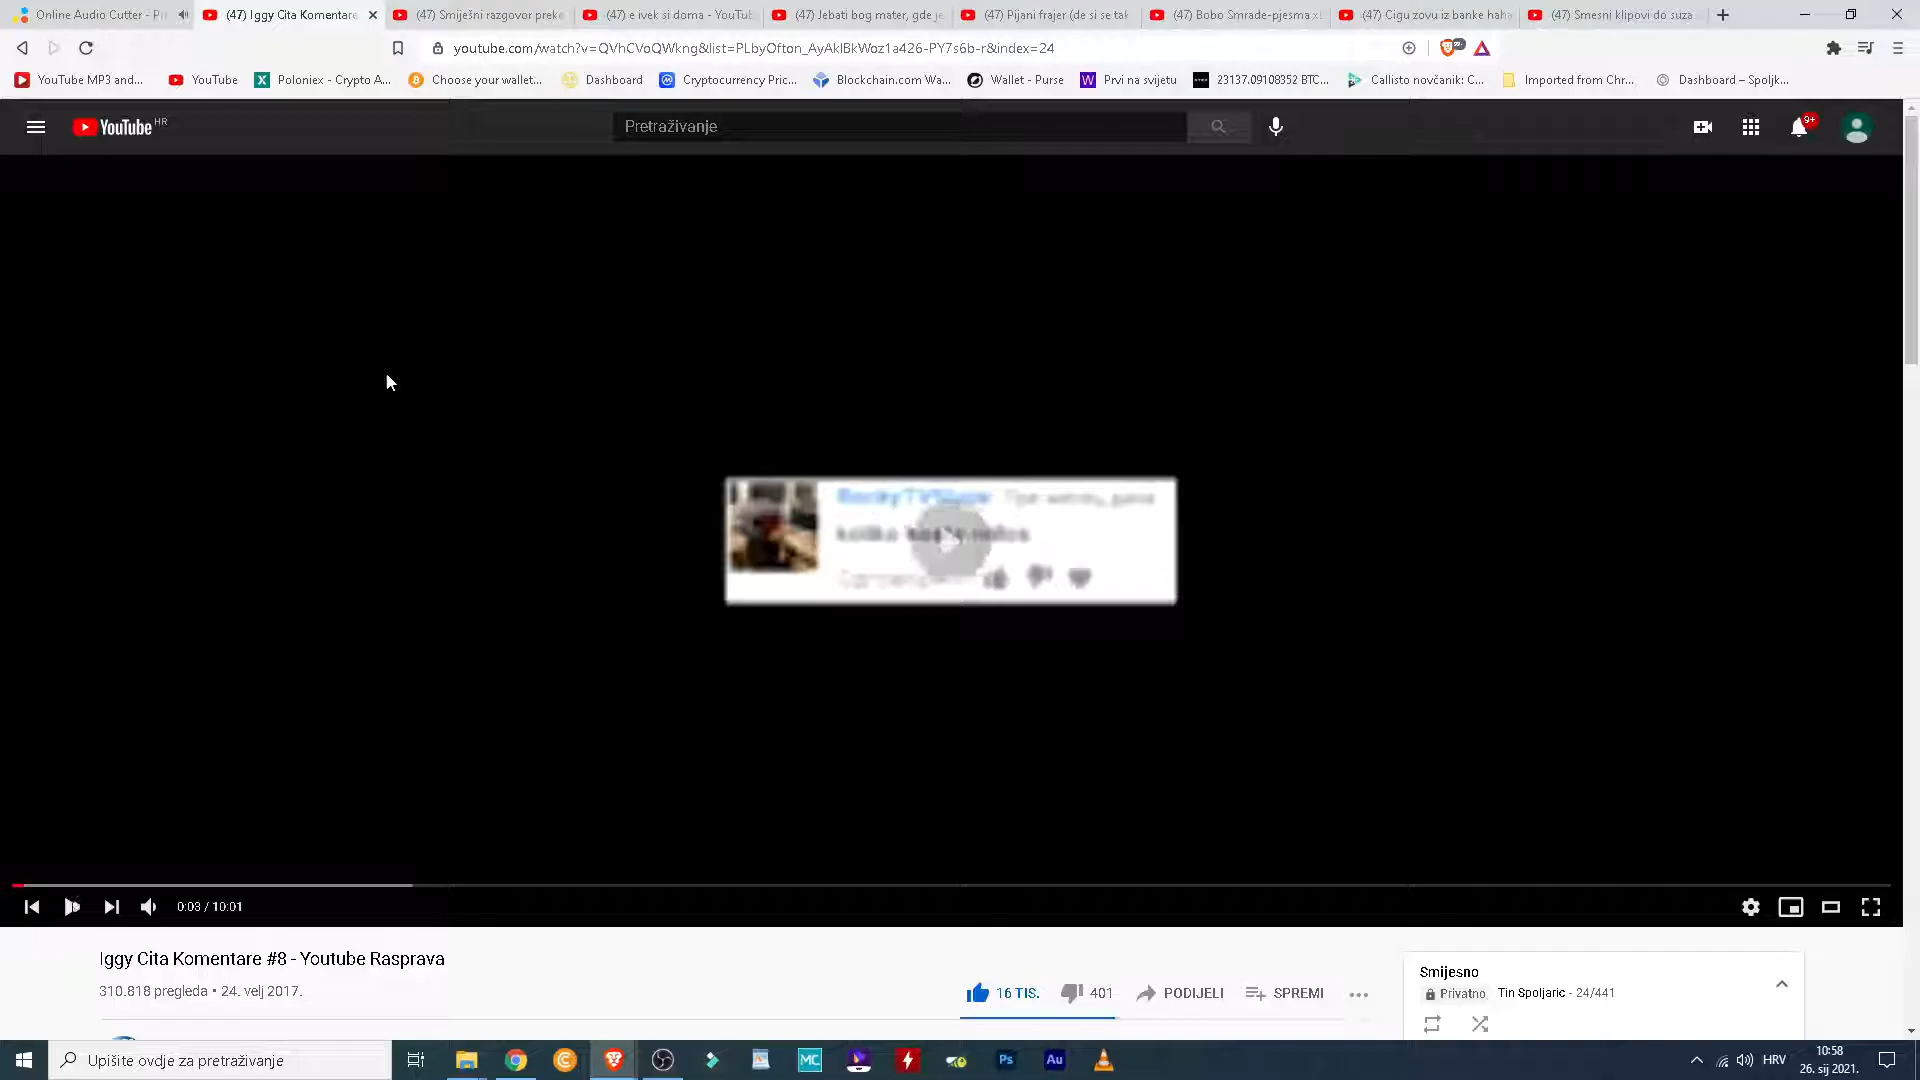 Online Audio Cutter - Pr
(47) Iggy Cita Komentare
(47) Smiješni razgovor preko
(47) e ivek si doma - YouTub
(47) Jebati bog mater, gde je
(47) Pijani frajer (de si se tak
(47) Bobo Smrade-pjesma xl
(47) Cigu zovu iz banke haha
(47) Smesni klipovi do suza
youtube.com/watch?v=QVhCVoQWkng&list=PLbyOfton_AyAklBkWoz1a426-PY7s6b-r&index=24
YouTube MP3 and...
YouTube
Poloniex - Crypto A...
Choose your wallet...
Dashboard
Cryptocurrency Pric...
Blockchain.com Wa...
Wallet - Purse
Prvi na svijetu
23137.09108352 BTC...
Callisto novčanik: C...
Imported from Chr...
Dashboard – Spoljk...
YouTube HR
Pretraživanje
9+
0:03 / 10:01
Iggy Cita Komentare #8 - Youtube Rasprava
310.818 pregleda • 24. velj 2017.
16 TIS.
401
PODIJELI
SPREMI
Smijesno
Privatno
Tin Spoljaric - 24/441
Upišite ovdje za pretraživanje
MC
Ps
Au
HRV
10:58
26. sij 2021.